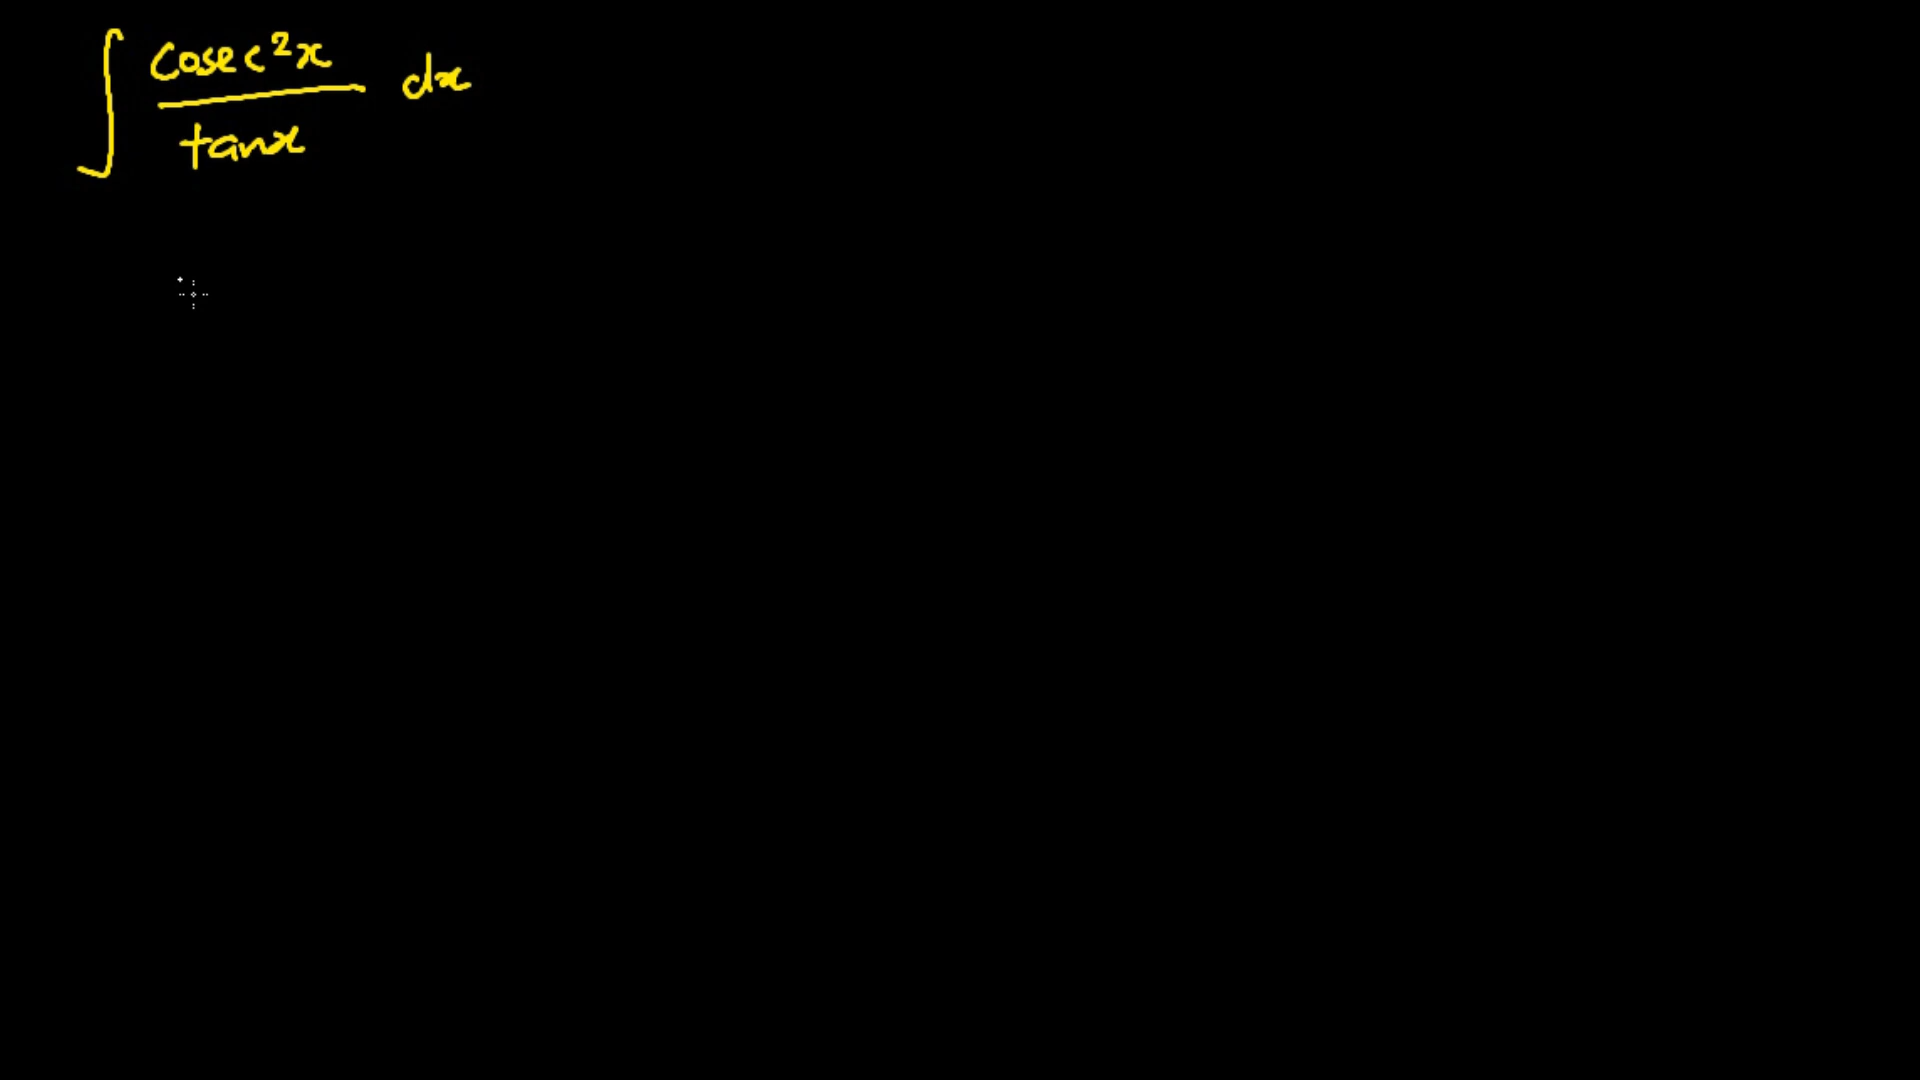 ∫ cosec²x / tanx dx